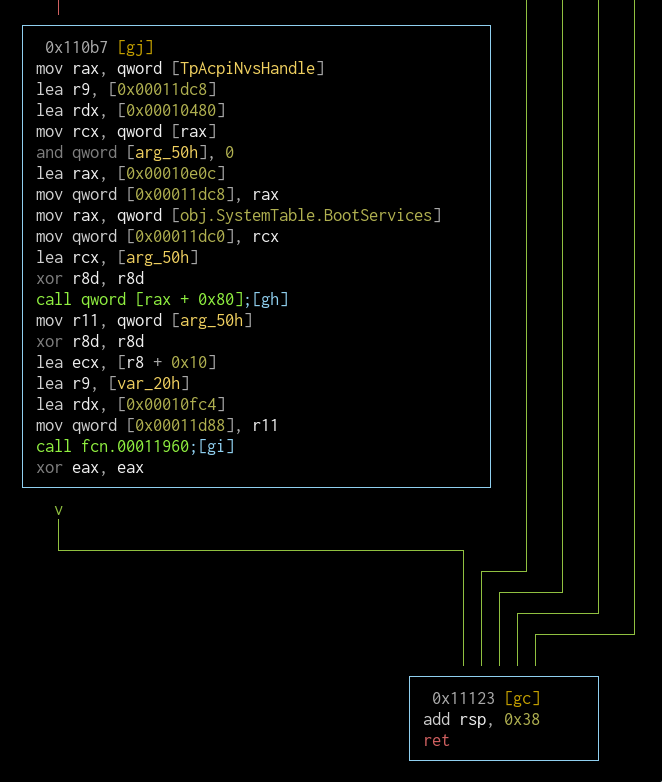 0x110b7 [gj]
mov rax, qword [TpAcpiNvsHandle]
lea r9, [0x00011dc8]
lea rdx, [0x00010480]
mov rcx, qword [rax]
and qword [arg_50h], 0
lea rax, [0x00010e0c]
mov qword [0x00011dc8], rax
mov rax, qword [obj.SystemTable.BootServices]
mov qword [0x00011dc0], rcx
lea rcx, [arg_50h]
xor r8d, r8d
call qword [rax + 0x80];[gh]
mov r11, qword [arg_50h]
xor r8d, r8d
lea ecx, [r8 + 0x10]
lea r9, [var_20h]
lea rdx, [0x00010fc4]
mov qword [0x00011d88], r11
call fcn.00011960;[gi]
xor eax, eax
v
0x11123 [gc]
add rsp, 0x38
ret